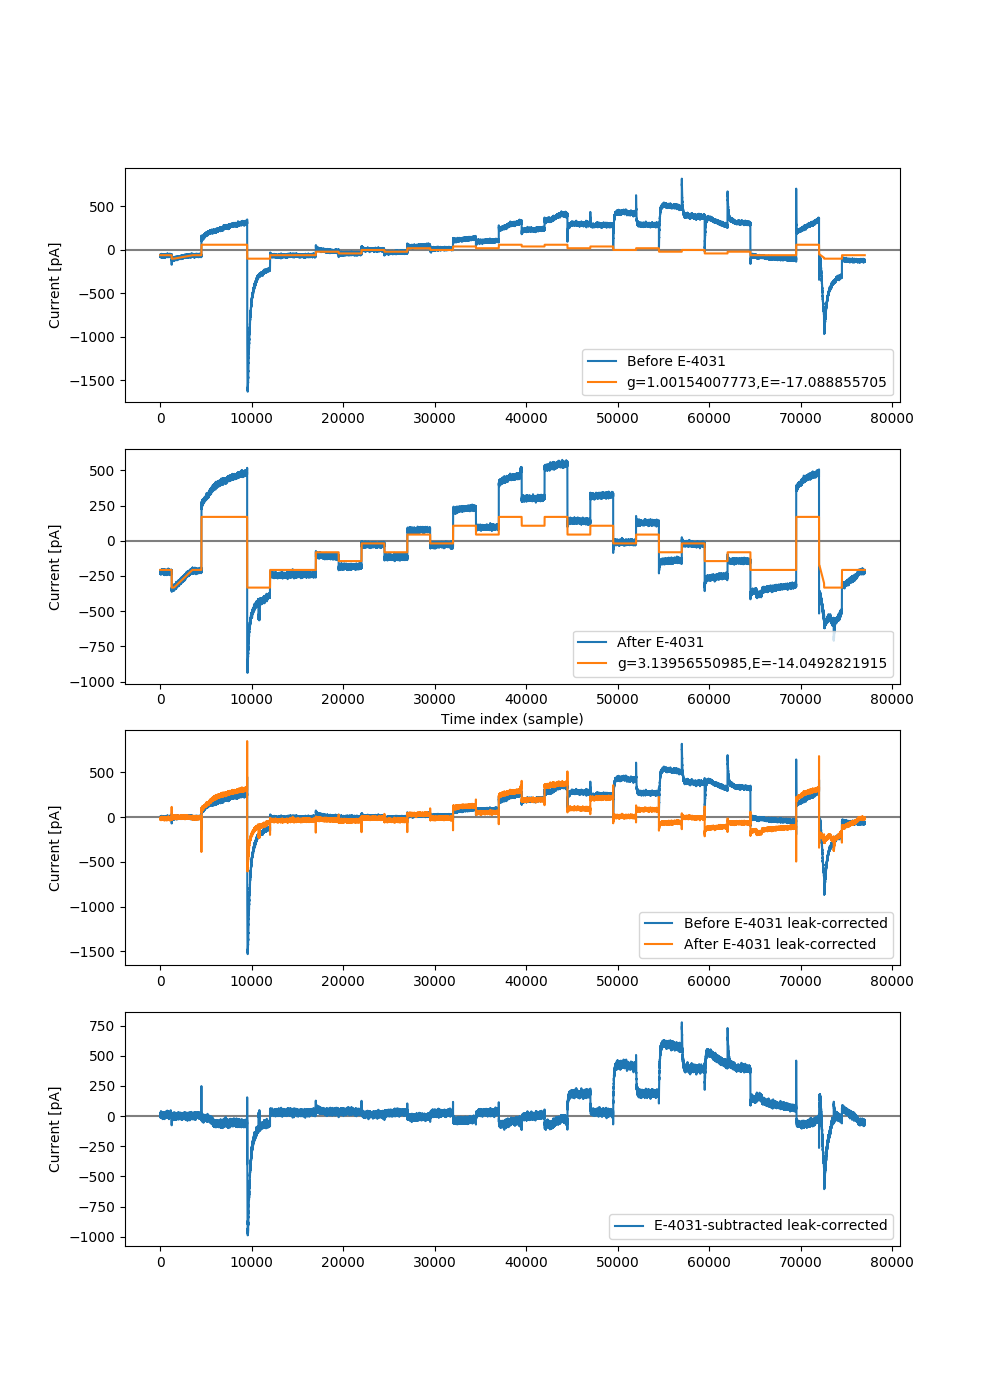 500
0
−500
−1000
−1500
Current [pA]
Before E-4031
g=1.00154007773,E=-17.088855705
0 10000 20000 30000 40000 50000 60000 70000 80000
500
250
0
−250
−500
−750
−1000
Current [pA]
After E-4031
g=3.13956550985,E=-14.0492821915
0 10000 20000 30000 40000 50000 60000 70000 80000
Time index (sample)
500
0
−500
−1000
−1500
Current [pA]
Before E-4031 leak-corrected
After E-4031 leak-corrected
0 10000 20000 30000 40000 50000 60000 70000 80000
750
500
250
0
−250
−500
−750
−1000
Current [pA]
E-4031-subtracted leak-corrected
0 10000 20000 30000 40000 50000 60000 70000 80000